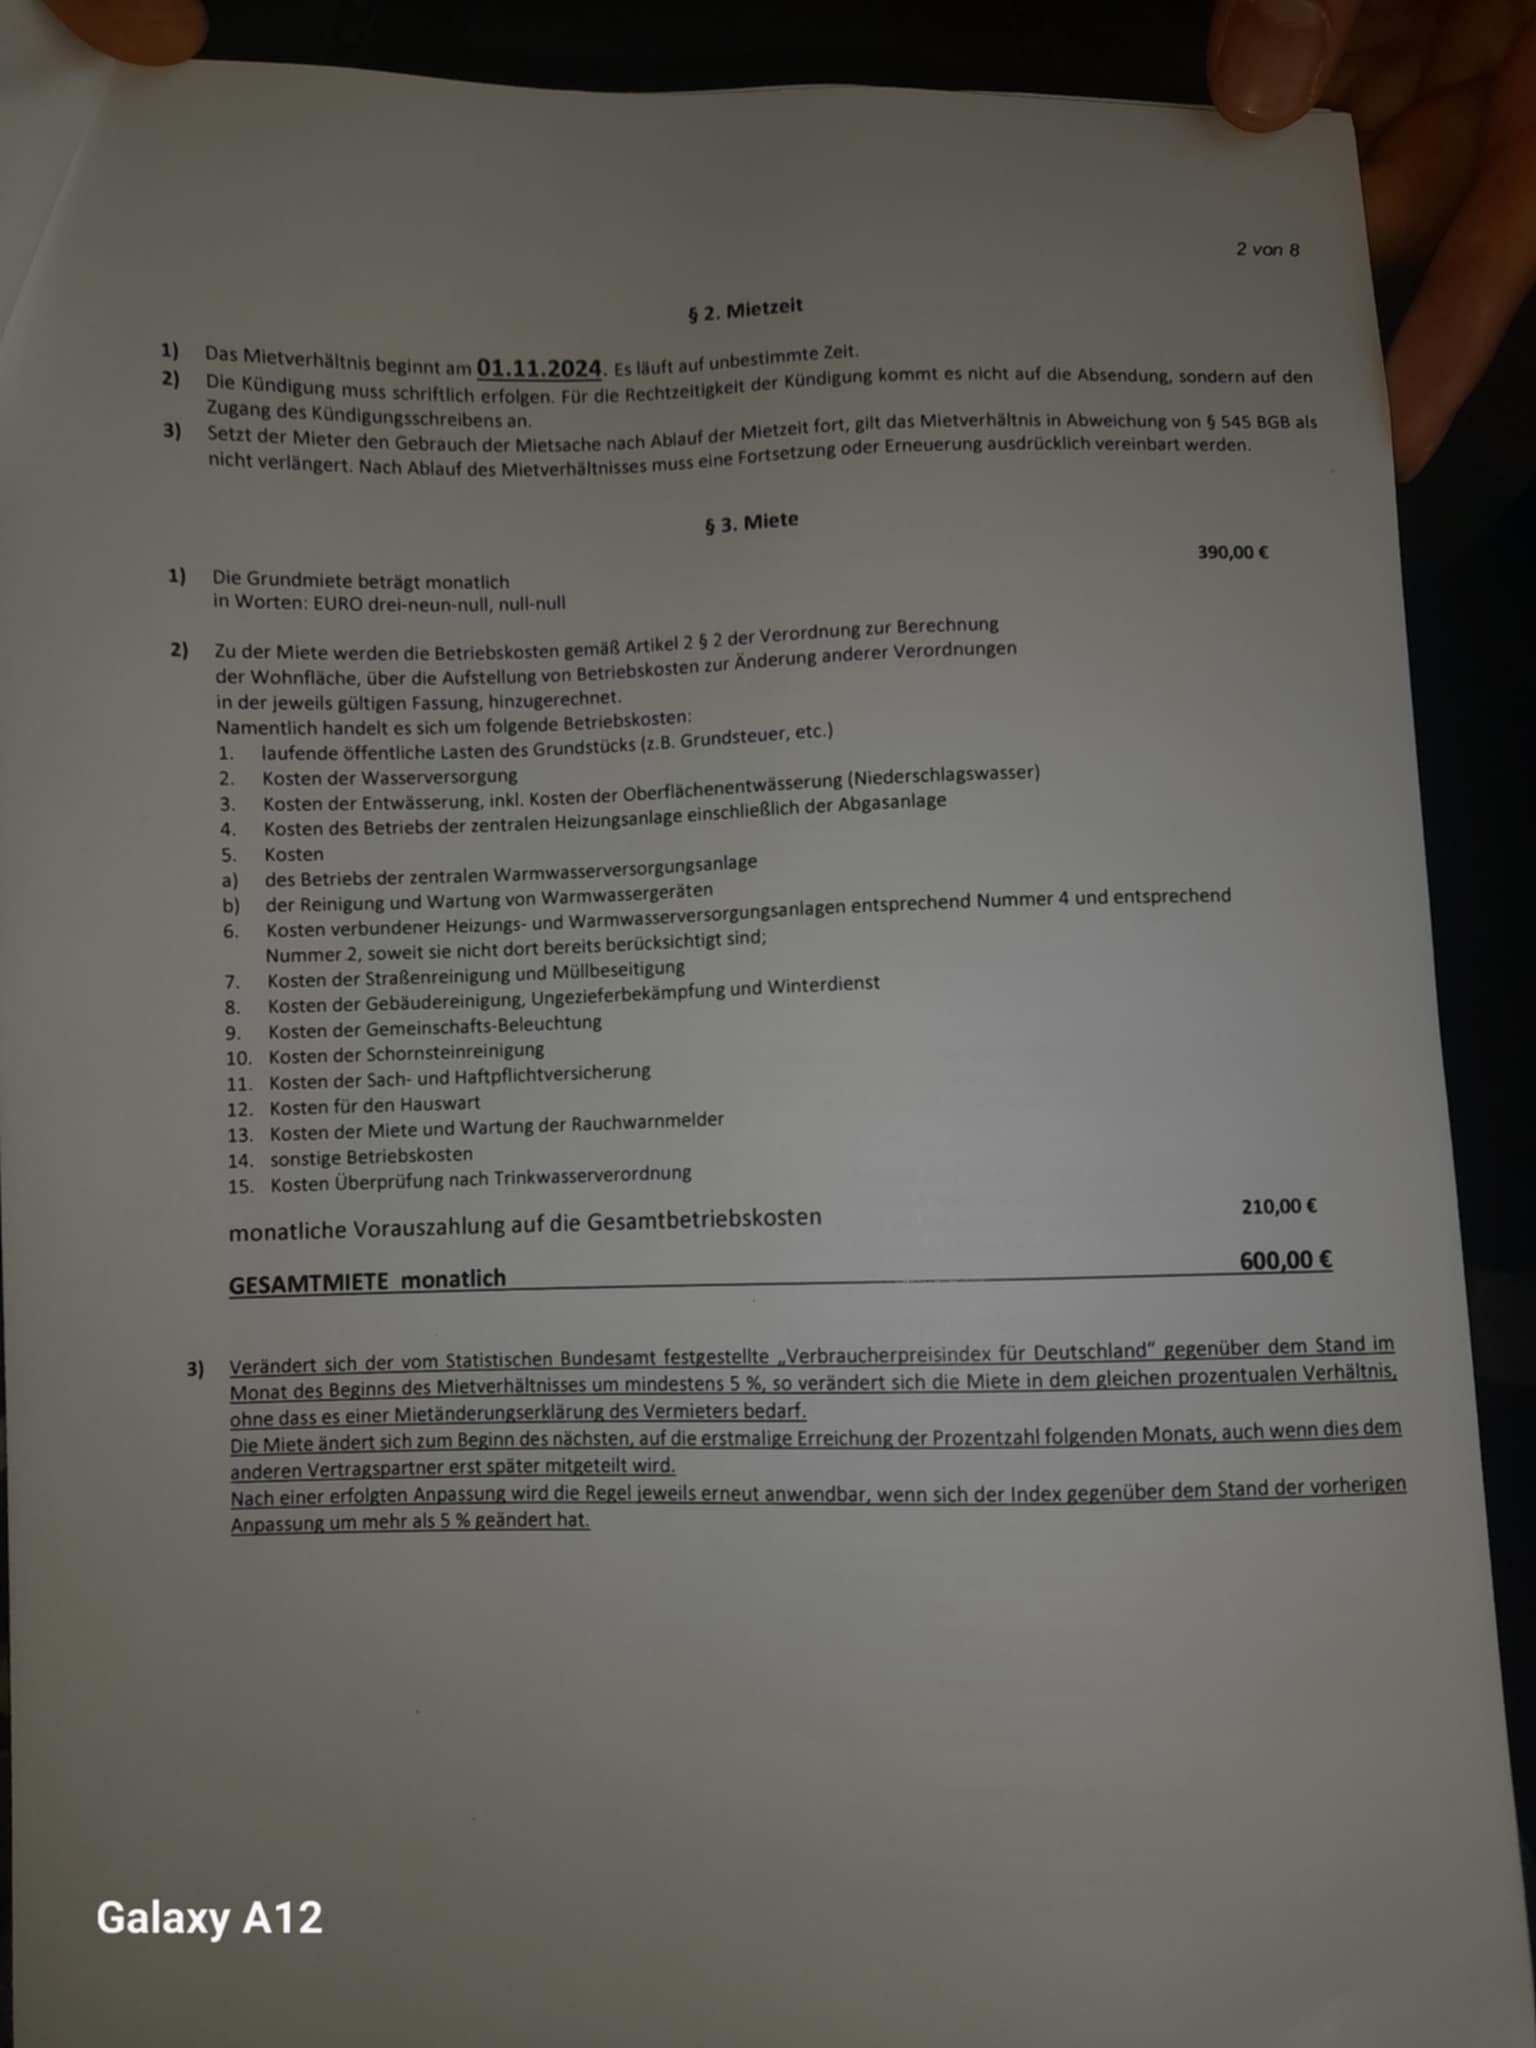 2 von 8
§ 2. Mietzeit
1) Das Mietverhältnis beginnt am 01.11.2024. Es läuft auf unbestimmte Zeit.
2) Die Kündigung muss schriftlich erfolgen. Für die Rechtzeitigkeit der Kündigung kommt es nicht auf die Absendung, sondern auf den
Zugang des Kündigungsschreibens an.
3) Setzt der Mieter den Gebrauch der Mietsache nach Ablauf der Mietzeit fort, gilt das Mietverhältnis in Abweichung von § 545 BGB als
nicht verlängert. Nach Ablauf des Mietverhältnisses muss eine Fortsetzung oder Erneuerung ausdrücklich vereinbart werden.
§ 3. Miete
1) Die Grundmiete beträgt monatlich 390,00 €
in Worten: EURO drei-neun-null, null-null
2) Zu der Miete werden die Betriebskosten gemäß Artikel 2 § 2 der Verordnung zur Berechnung
der Wohnfläche, über die Aufstellung von Betriebskosten zur Änderung anderer Verordnungen
in der jeweils gültigen Fassung, hinzugerechnet.
Namentlich handelt es sich um folgende Betriebskosten:
1. laufende öffentliche Lasten des Grundstücks (z.B. Grundsteuer, etc.)
2. Kosten der Wasserversorgung
3. Kosten der Entwässerung, inkl. Kosten der Oberflächenentwässerung (Niederschlagswasser)
4. Kosten des Betriebs der zentralen Heizungsanlage einschließlich der Abgasanlage
5. Kosten
a) des Betriebs der zentralen Warmwasserversorgungsanlage
b) der Reinigung und Wartung von Warmwassergeräten
6. Kosten verbundener Heizungs- und Warmwasserversorgungsanlagen entsprechend Nummer 4 und entsprechend
Nummer 2, soweit sie nicht dort bereits berücksichtigt sind;
7. Kosten der Straßenreinigung und Müllbeseitigung
8. Kosten der Gebäudereinigung, Ungezieferbekämpfung und Winterdienst
9. Kosten der Gemeinschafts-Beleuchtung
10. Kosten der Schornsteinreinigung
11. Kosten der Sach- und Haftpflichtversicherung
12. Kosten für den Hauswart
13. Kosten der Miete und Wartung der Rauchwarnmelder
14. sonstige Betriebskosten
15. Kosten Überprüfung nach Trinkwasserverordnung
monatliche Vorauszahlung auf die Gesamtbetriebskosten 210,00 €
GESAMTMIETE monatlich 600,00 €
3) Verändert sich der vom Statistischen Bundesamt festgestellte „Verbraucherpreisindex für Deutschland" gegenüber dem Stand im
Monat des Beginns des Mietverhältnisses um mindestens 5 %, so verändert sich die Miete in dem gleichen prozentualen Verhältnis,
ohne dass es einer Mietänderungserklärung des Vermieters bedarf.
Die Miete ändert sich zum Beginn des nächsten, auf die erstmalige Erreichung der Prozentzahl folgenden Monats, auch wenn dies dem
anderen Vertragspartner erst später mitgeteilt wird.
Nach einer erfolgten Anpassung wird die Regel jeweils erneut anwendbar, wenn sich der Index gegenüber dem Stand der vorherigen
Anpassung um mehr als 5 % geändert hat.
Galaxy A12